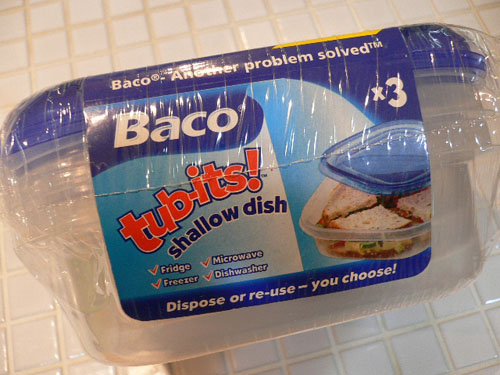 Baco®. Another problem solved™
x3
Baco
tub-its!
shallow dish
Fridge Microwave
Freezer Dishwasher
Dispose or re-use – you choose!